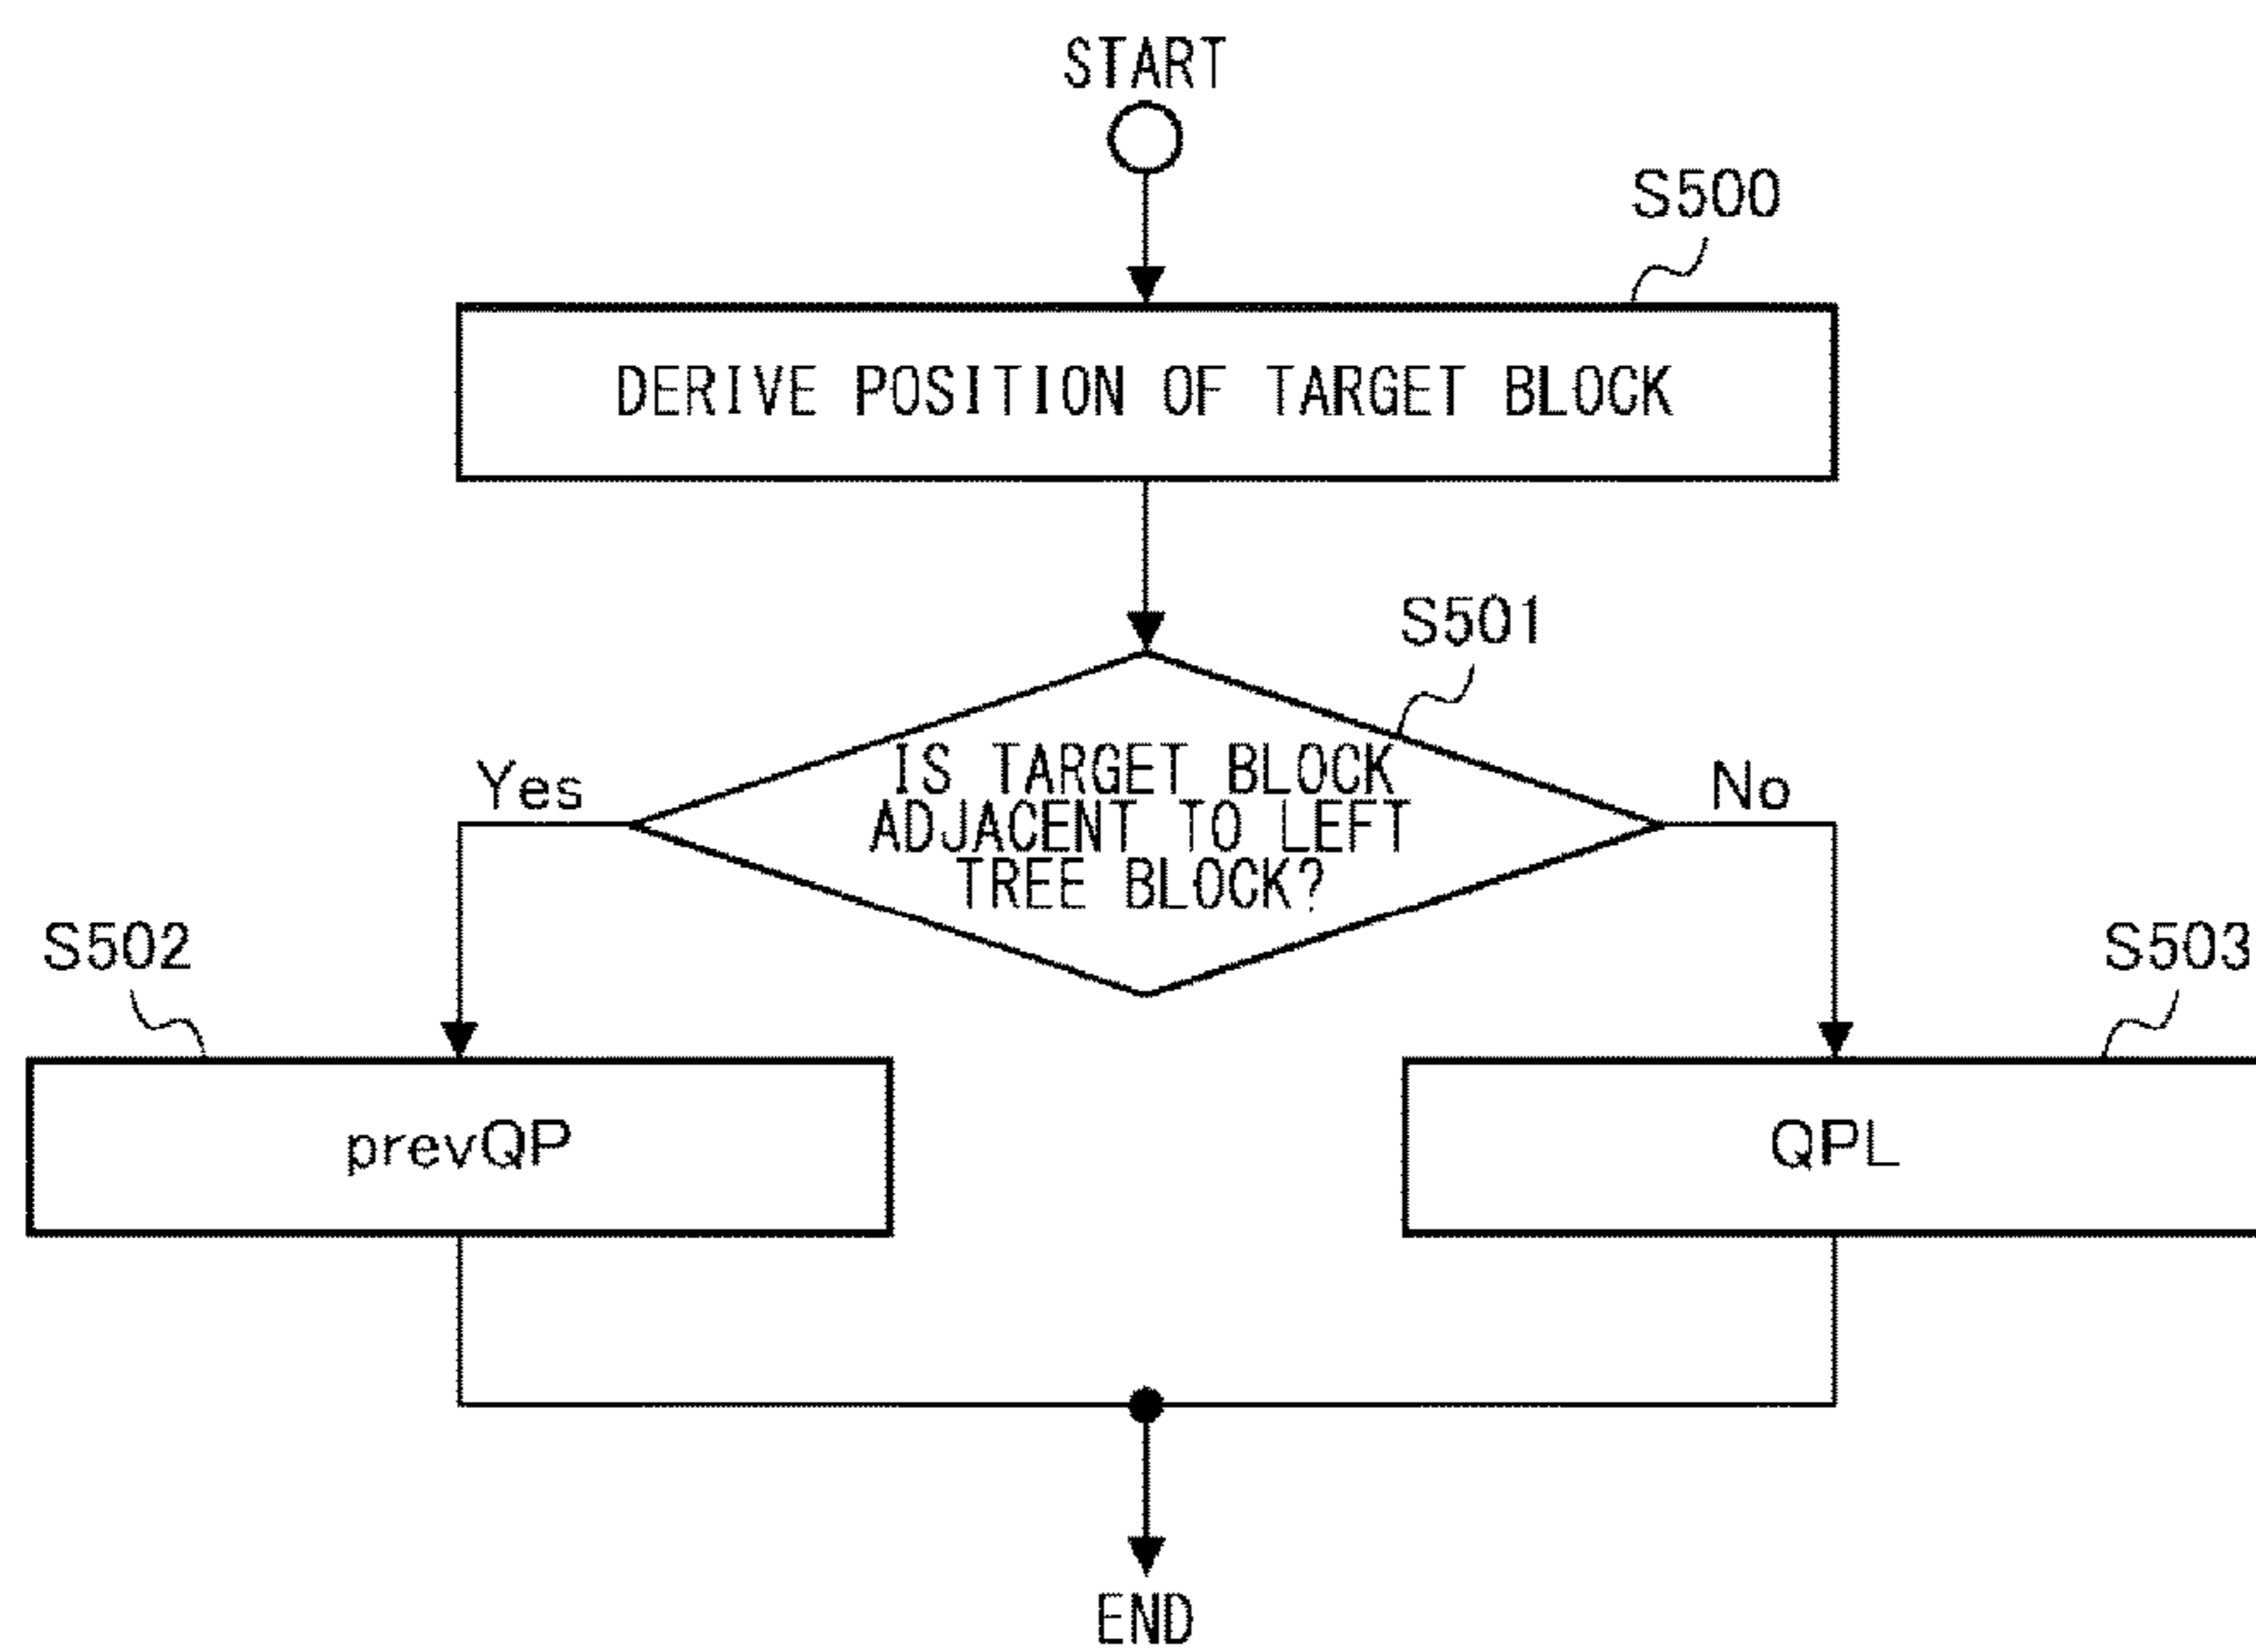 START
S500
DERIVE POSITION OF TARGET BLOCK
S501
IS TARGET BLOCK
ADJACENT TO LEFT
TREE BLOCK?
Yes
No
S502
S503
prevQP
QPL
END